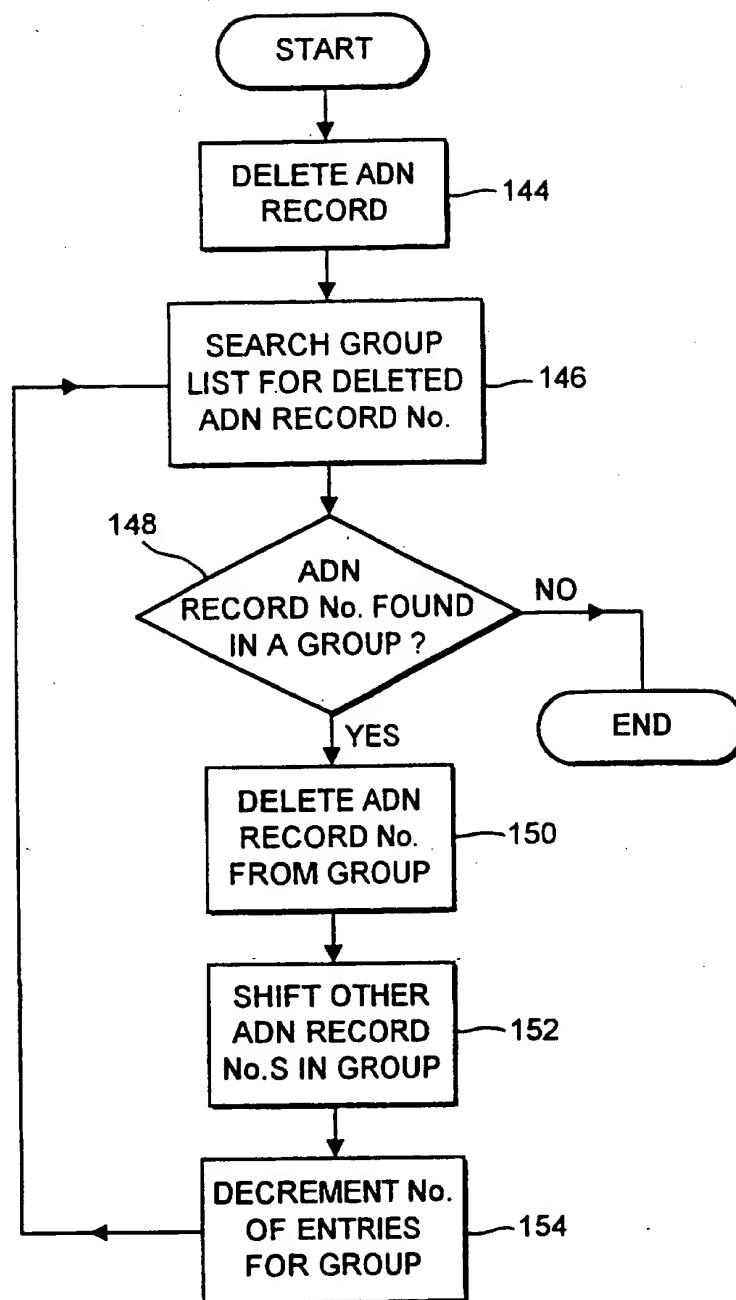 START
DELETE ADN
RECORD
144
SEARCH GROUP
LIST FOR DELETED
ADN RECORD No.
146
148
ADN
RECORD No. FOUND
IN A GROUP ?
NO
END
YES
DELETE ADN
RECORD No.
FROM GROUP
150
SHIFT OTHER
ADN RECORD
No.S IN GROUP
152
DECREMENT No.
OF ENTRIES
FOR GROUP
154